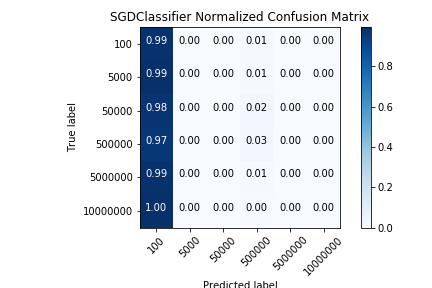 SGDClassifier Normalized Confusion Matrix
100 0.99 0.00 0.00 0.01 0.00 0.00
5000 0.99 0.00 0.00 0.01 0.00 0.00
50000 0.98 0.00 0.00 0.02 0.00 0.00
500000 0.97 0.00 0.00 0.03 0.00 0.00
5000000 0.99 0.00 0.00 0.01 0.00 0.00
10000000 1.00 0.00 0.00 0.00 0.00 0.00
True label
100 5000 50000 500000 5000000 10000000
Predicted label
0.8
0.6
0.4
0.2
0.0